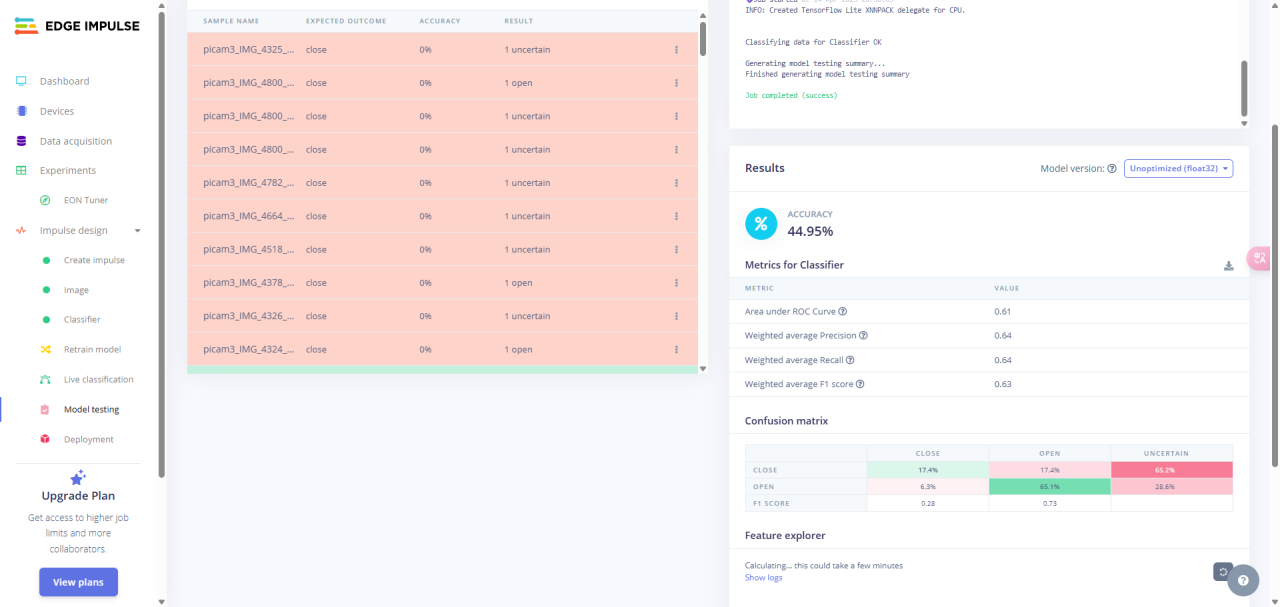 EDGE IMPULSE
Dashboard
Devices
Data acquisition
Experiments
EON Tuner
Impulse design
Create impulse
Image
Classifier
Retrain model
Live classification
Model testing
Deployment
Upgrade Plan
Get access to higher job
limits and more
collaborators.
View plans
SAMPLE NAME EXPECTED OUTCOME ACCURACY RESULT
picam3_IMG_4325_... close 0% 1 uncertain
picam3_IMG_4800_... close 0% 1 open
picam3_IMG_4800_... close 0% 1 uncertain
picam3_IMG_4800_... close 0% 1 uncertain
picam3_IMG_4782_... close 0% 1 uncertain
picam3_IMG_4664_... close 0% 1 uncertain
picam3_IMG_4518_... close 0% 1 uncertain
picam3_IMG_4378_... close 0% 1 open
picam3_IMG_4326_... close 0% 1 uncertain
picam3_IMG_4324_... close 0% 1 open
INFO: Created TensorFlow Lite XNNPACK delegate for CPU.
Classifying data for Classifier OK
Generating model testing summary...
Finished generating model testing summary
Job completed (success)
Results
Model version: Unoptimized (float32)
ACCURACY
44.95%
Metrics for Classifier
METRIC VALUE
Area under ROC Curve 0.61
Weighted average Precision 0.64
Weighted average Recall 0.64
Weighted average F1 score 0.63
Confusion matrix
CLOSE OPEN UNCERTAIN
CLOSE 17.4% 17.4% 65.2%
OPEN 6.3% 65.1% 28.6%
F1 SCORE 0.28 0.73
Feature explorer
Calculating... this could take a few minutes
Show logs